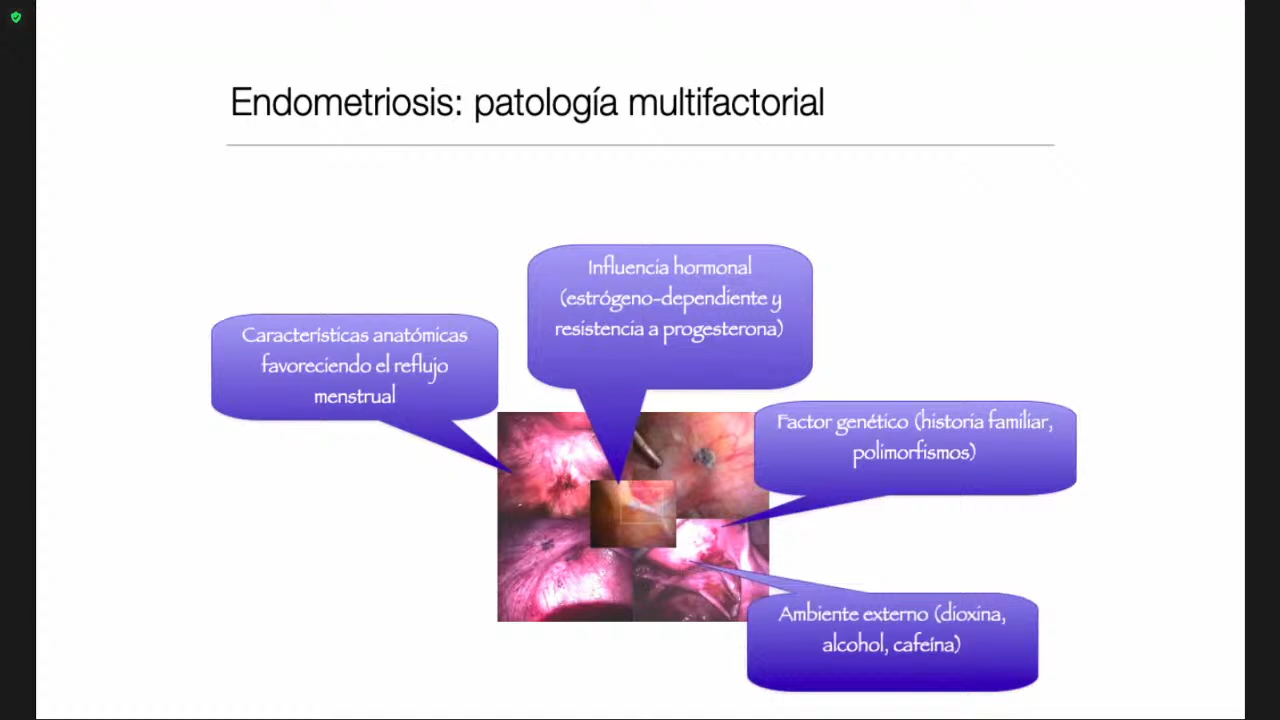 Endometriosis: patología multifactorial
Influencia hormonal
(estrógeno-dependiente y
resistencia a progesterona)
Características anatómicas
favoreciendo el reflujo
menstrual
Factor genético (historia familiar,
polimorfismos)
Ambiente externo (dioxina,
alcohol, cafeína)